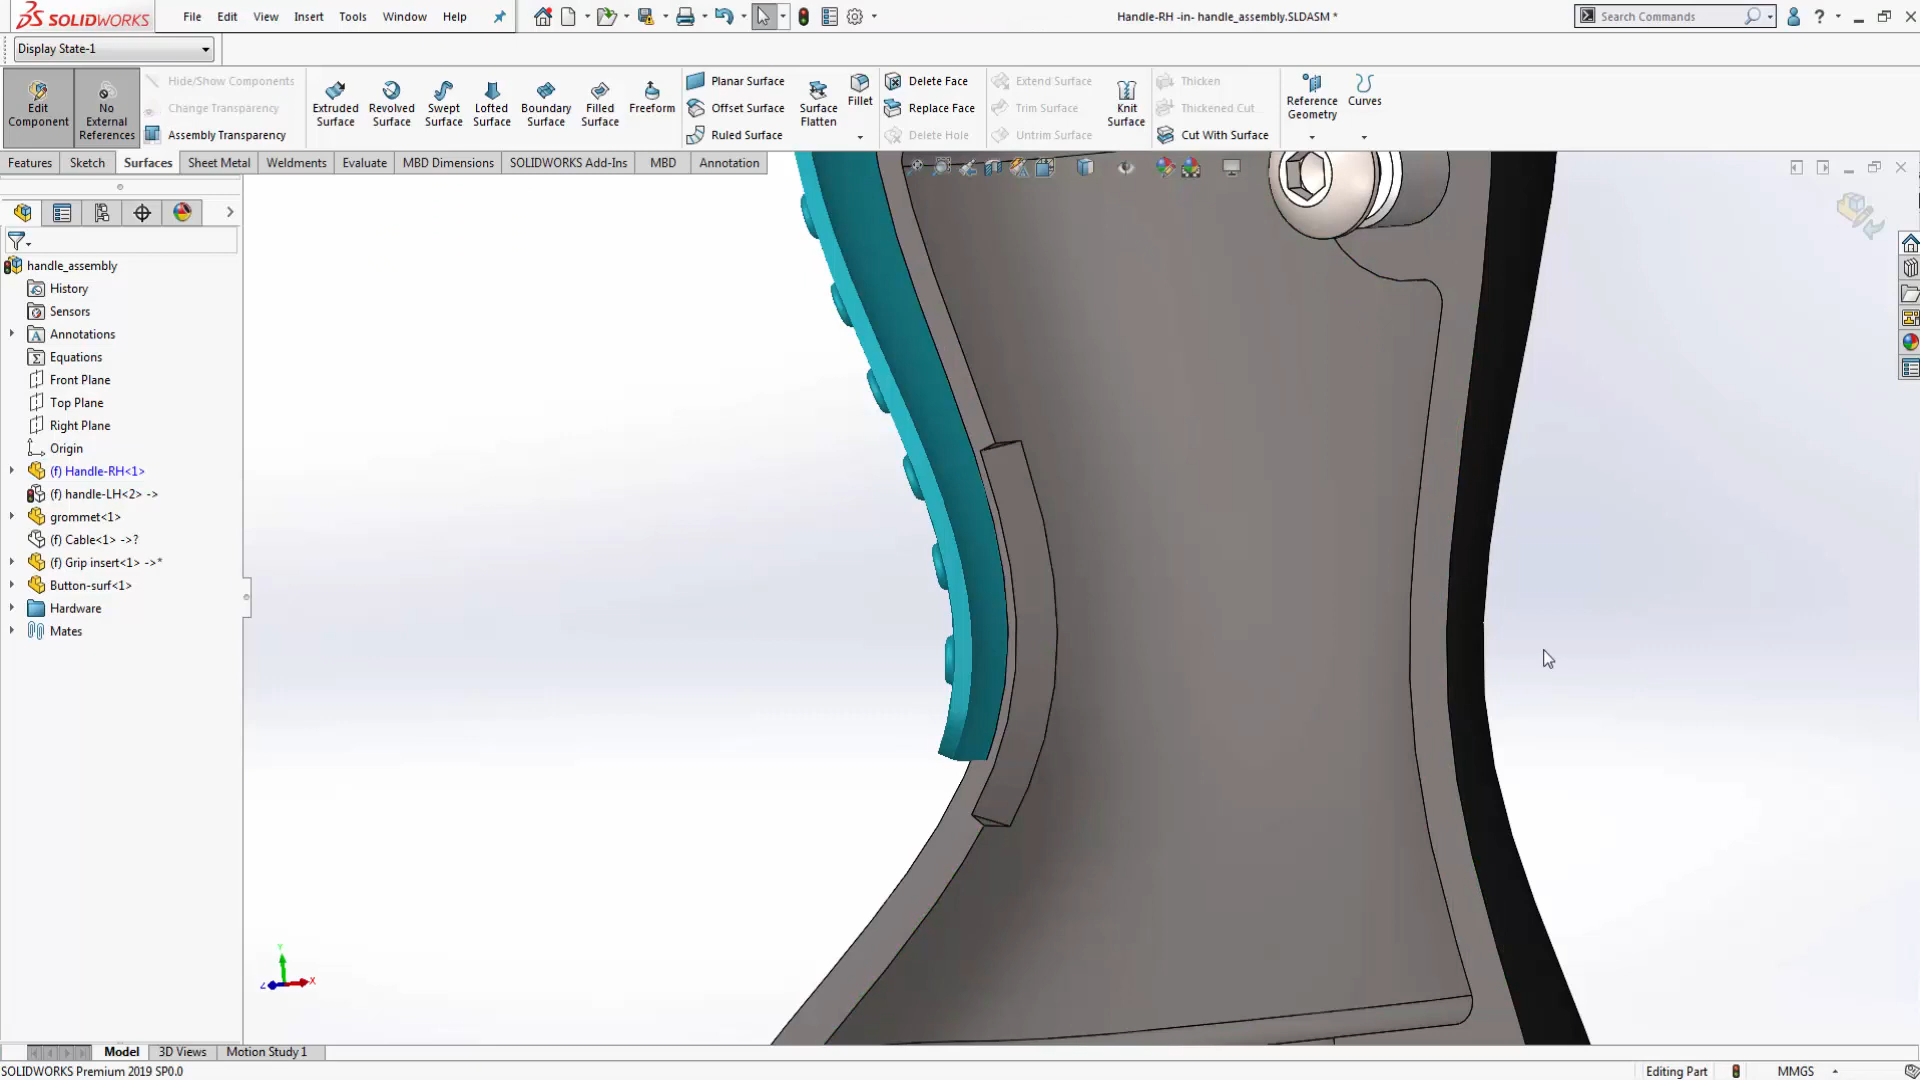 SOLIDWORKS
File Edit View Insert Tools Window Help
Handle-RH -in- handle_assembly.SLDASM *
Search Commands
Display State-1
Edit Component
No External References
Hide/Show Components
Change Transparency
Assembly Transparency
Extruded Surface
Revolved Surface
Swept Surface
Lofted Surface
Boundary Surface
Filled Surface
Freeform
Planar Surface
Offset Surface
Ruled Surface
Surface Flatten
Fillet
Delete Face
Replace Face
Delete Hole
Extend Surface
Trim Surface
Untrim Surface
Knit Surface
Thicken
Thickened Cut
Cut With Surface
Reference Geometry
Curves
Features Sketch Surfaces Sheet Metal Weldments Evaluate MBD Dimensions SOLIDWORKS Add-Ins MBD Annotation
handle_assembly
History
Sensors
Annotations
Equations
Front Plane
Top Plane
Right Plane
Origin
(f) Handle-RH<1>
(f) handle-LH<2> ->
grommet<1>
(f) Cable<1> ->?
(f) Grip insert<1> ->*
Button-surf<1>
Hardware
Mates
Y
Z
X
Model 3D Views Motion Study 1
SOLIDWORKS Premium 2019 SP0.0
Editing Part
MMGS